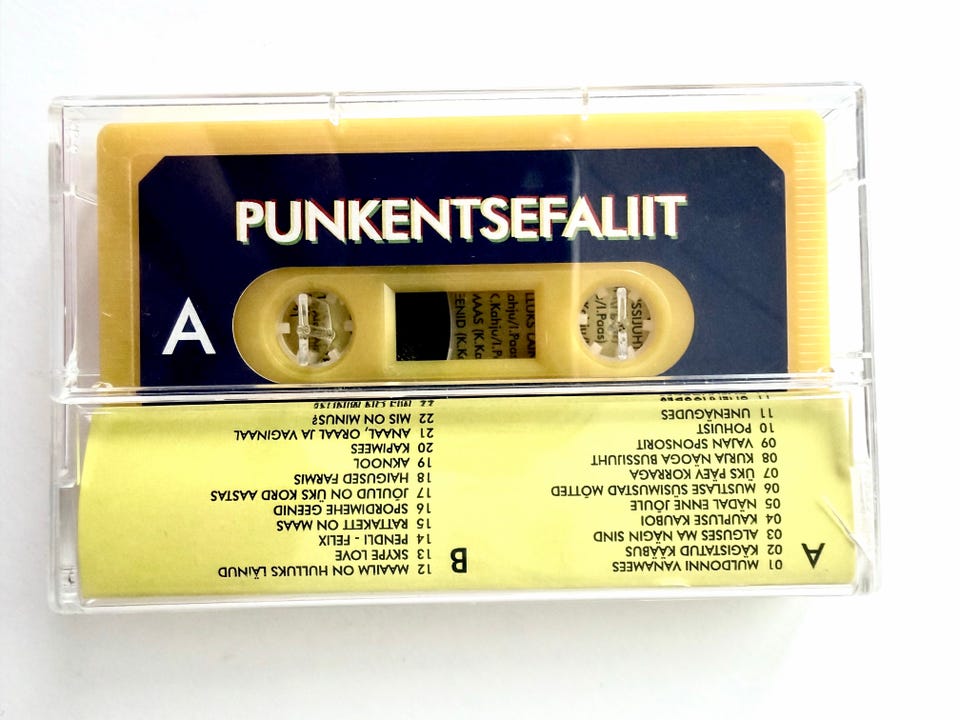 PUNKENTSEFALIIT
A
A
01 MULDONNI VANAMEES
02 KÄGISTATUD KÄÄBUS
03 ALGUSES MA NÄGIN SIND
04 KAUPLUSE KAUBOI
05 NÄDAL ENNE JÕULE
06 MUSTLASE SÜSIMUSTAD MÕTTED
07 ÜKS PÄEV KORRAGA
08 KURJA NÄOGA BUSSIJUHT
09 VAJAN SPONSORIT
10 POHUIST
11 UNENÄGUDES
B
12 MAAILM ON HULLUKS LÄINUD
13 SKYPE LOVE
14 PENDLI - FELIX
15 RATTAKETT ON MAAS
16 SPORDIMEHE GEENID
17 JÕULUD ON ÜKS KORD AASTAS
18 HAIGUSED FARMIS
19 AKNOOL
20 KAPIMEES
21 ANAAL, ORAAL JA VAGINAAL
22 MIS ON MINUS?